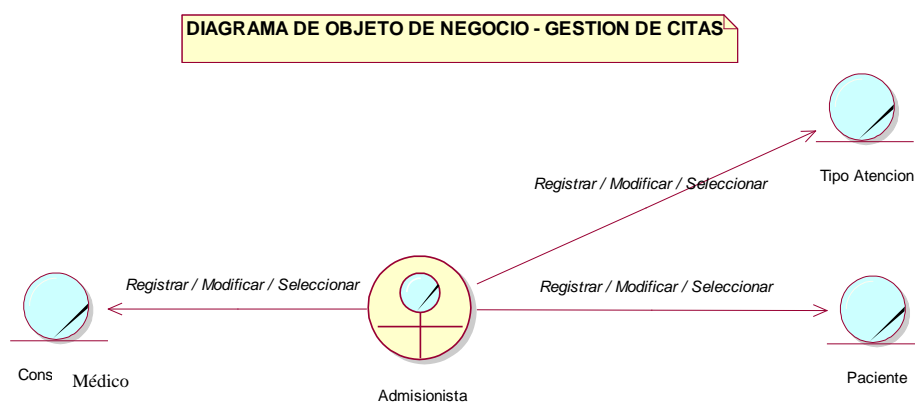 DIAGRAMA DE OBJETO DE NEGOCIO - GESTION DE CITAS
Tipo Atencion
Registrar / Modificar / Seleccionar
Registrar / Modificar / Seleccionar
Registrar / Modificar / Seleccionar
Cons Médico
Admisionista
Paciente